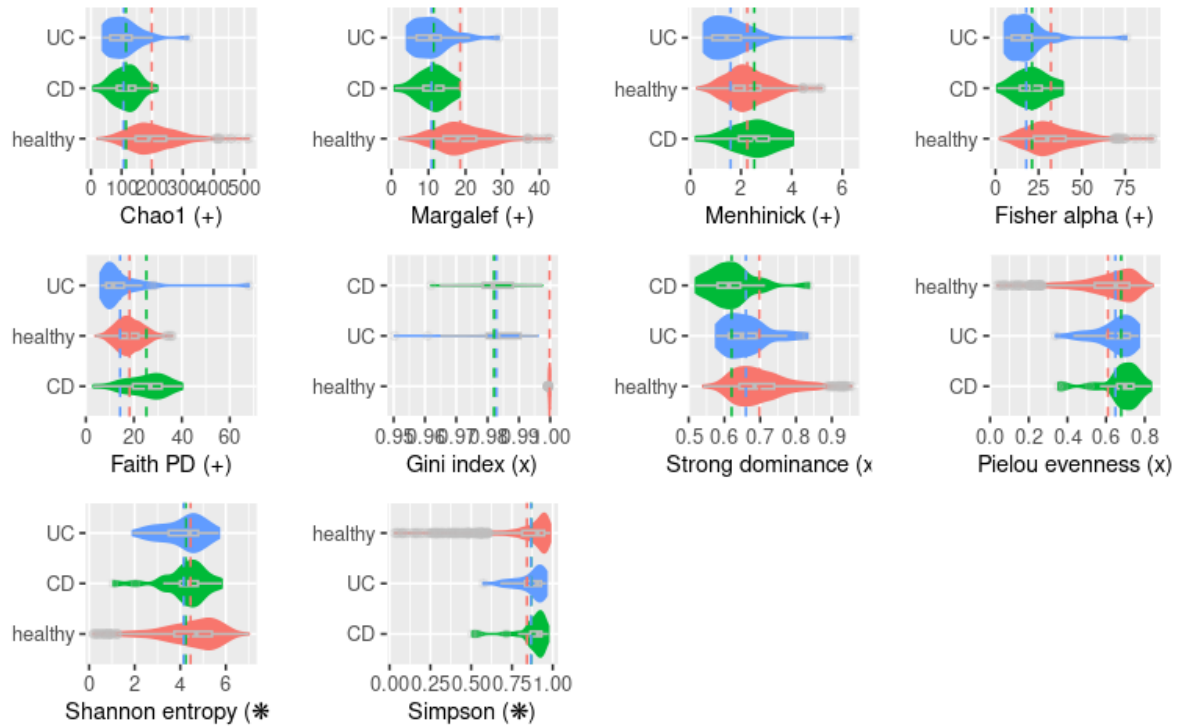 UC
CD
healthy
0 100200300400500
Chao1 (+)
UC
CD
healthy
0 10 20 30 40
Margalef (+)
UC
healthy
CD
0 2 4 6
Menhinick (+)
UC
CD
healthy
0 25 50 75
Fisher alpha (+)
UC
healthy
CD
0 20 40 60
Faith PD (+)
CD
UC
healthy
0.95 0.96 0.97 0.98 0.99 1.00
Gini index (x)
CD
UC
healthy
0.5 0.6 0.7 0.8 0.9
Strong dominance (x
healthy
UC
CD
0.0 0.2 0.4 0.6 0.8
Pielou evenness (x)
UC
CD
healthy
0 2 4 6
Shannon entropy (❋
healthy
UC
CD
0.00 0.25 0.50 0.75 1.00
Simpson (❋)